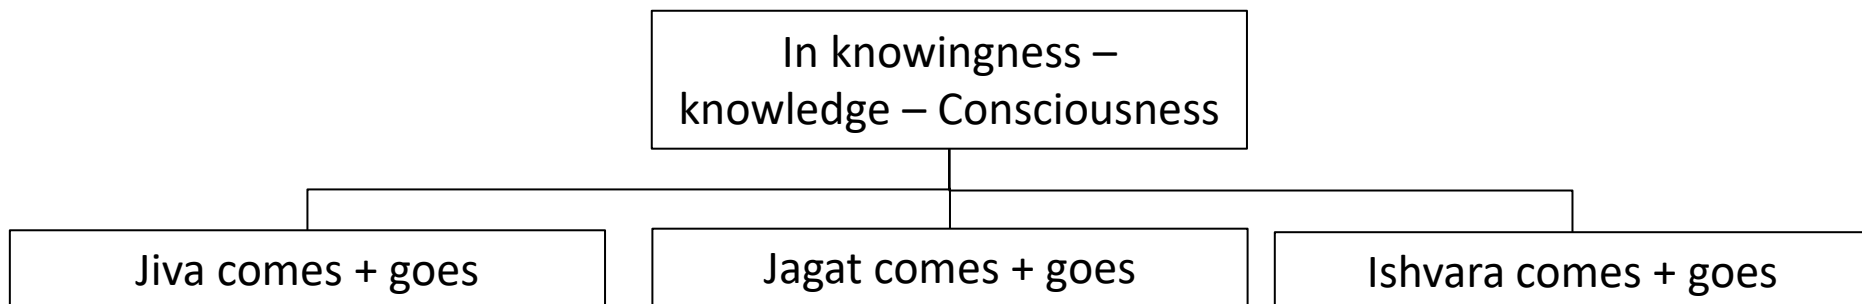 In knowingness –
knowledge – Consciousness
Jiva comes + goes
Jagat comes + goes
Ishvara comes + goes